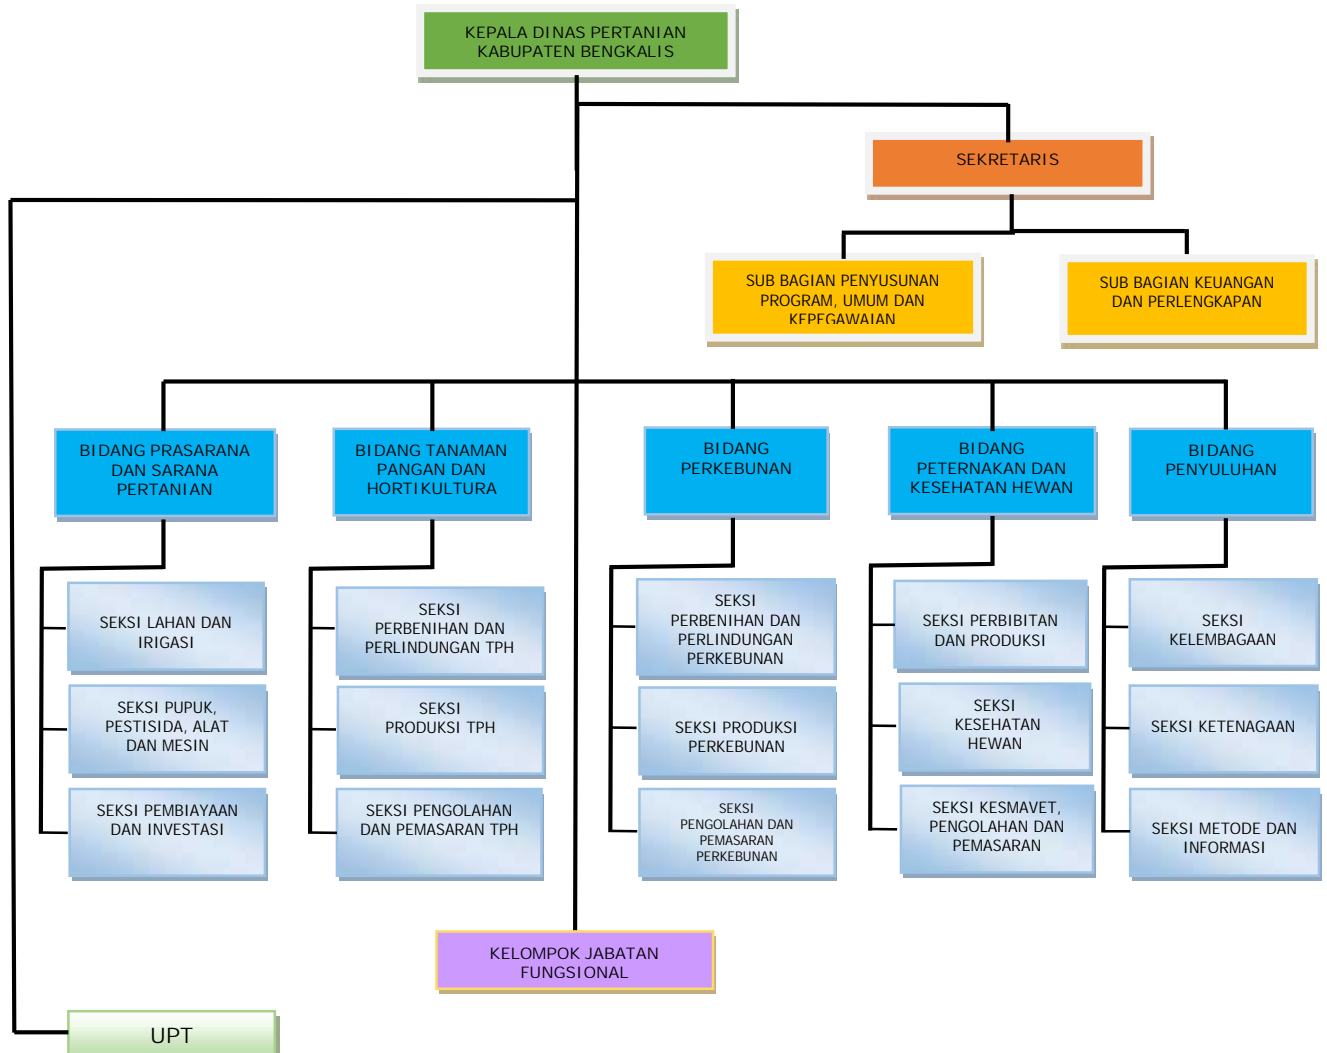 KEPALA DINAS PERTANIAN
KABUPATEN BENGKALIS
SEKRETARIS
SUB BAGIAN PENYUSUNAN
PROGRAM, UMUM DAN
KEPEGAWAIAN
SUB BAGIAN KEUANGAN
DAN PERLENGKAPAN
BIDANG PRASARANA
DAN SARANA
PERTANIAN
BIDANG TANAMAN
PANGAN DAN
HORTIKULTURA
BIDANG
PERKEBUNAN
BIDANG
PETERNAKAN DAN
KESEHATAN HEWAN
BIDANG
PENYULUHAN
SEKSI LAHAN DAN
IRIGASI
SEKSI PUPUK,
PESTISIDA, ALAT
DAN MESIN
SEKSI PEMBIAYAAN
DAN INVESTASI
SEKSI
PERBENIHAN DAN
PERLINDUNGAN TPH
SEKSI
PRODUKSI TPH
SEKSI PENGOLAHAN
DAN PEMASARAN TPH
SEKSI
PERBENIHAN DAN
PERLINDUNGAN
PERKEBUNAN
SEKSI PRODUKSI
PERKEBUNAN
SEKSI
PENGOLAHAN DAN
PEMASARAN
PERKEBUNAN
SEKSI PERBIBITAN
DAN PRODUKSI
SEKSI
KESEHATAN
HEWAN
SEKSI KESMAVET,
PENGOLAHAN DAN
PEMASARAN
SEKSI
KELEMBAGAAN
SEKSI KETENAGAAN
SEKSI METODE DAN
INFORMASI
KELOMPOK JABATAN
FUNGSIONAL
UPT